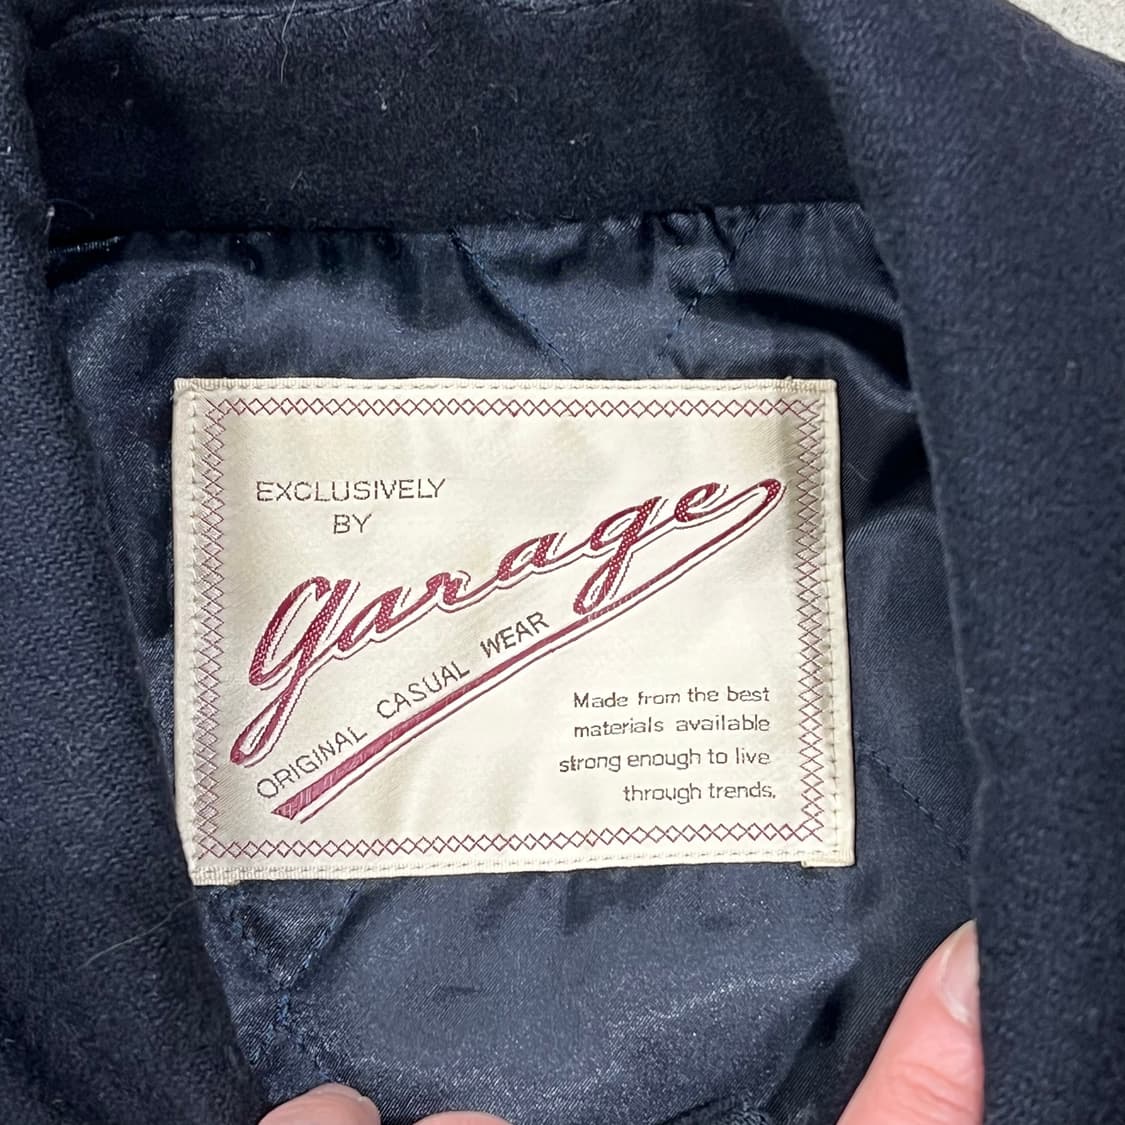 EXCLUSIVELY
BY
garage
ORIGINAL CASUAL WEAR
Made from the best
materials available
strong enough to live
through trends.